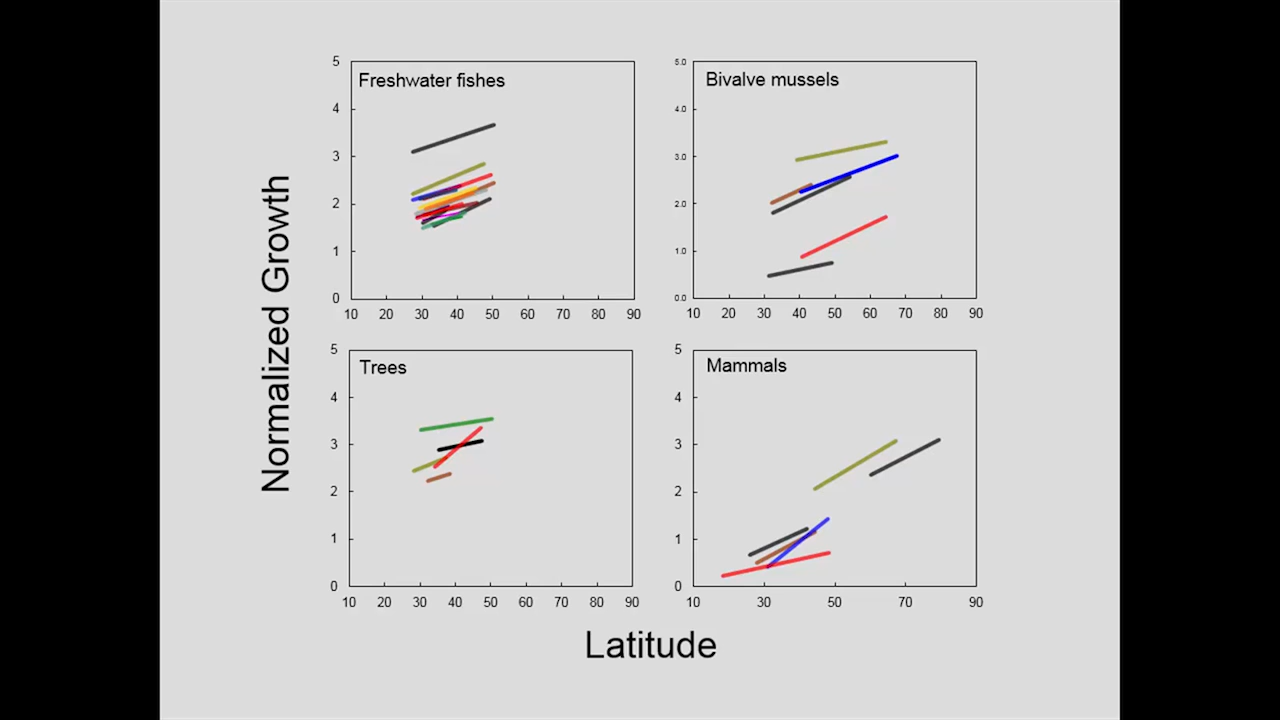 Freshwater fishes
5
4
3
2
1
0
10 20 30 40 50 60 70 80 90
Bivalve mussels
5.0
4.0
3.0
2.0
1.0
0.0
10 20 30 40 50 60 70 80 90
Normalized Growth
Trees
5
4
3
2
1
0
10 20 30 40 50 60 70 80 90
Mammals
5
4
3
2
1
0
10 30 50 70 90
Latitude